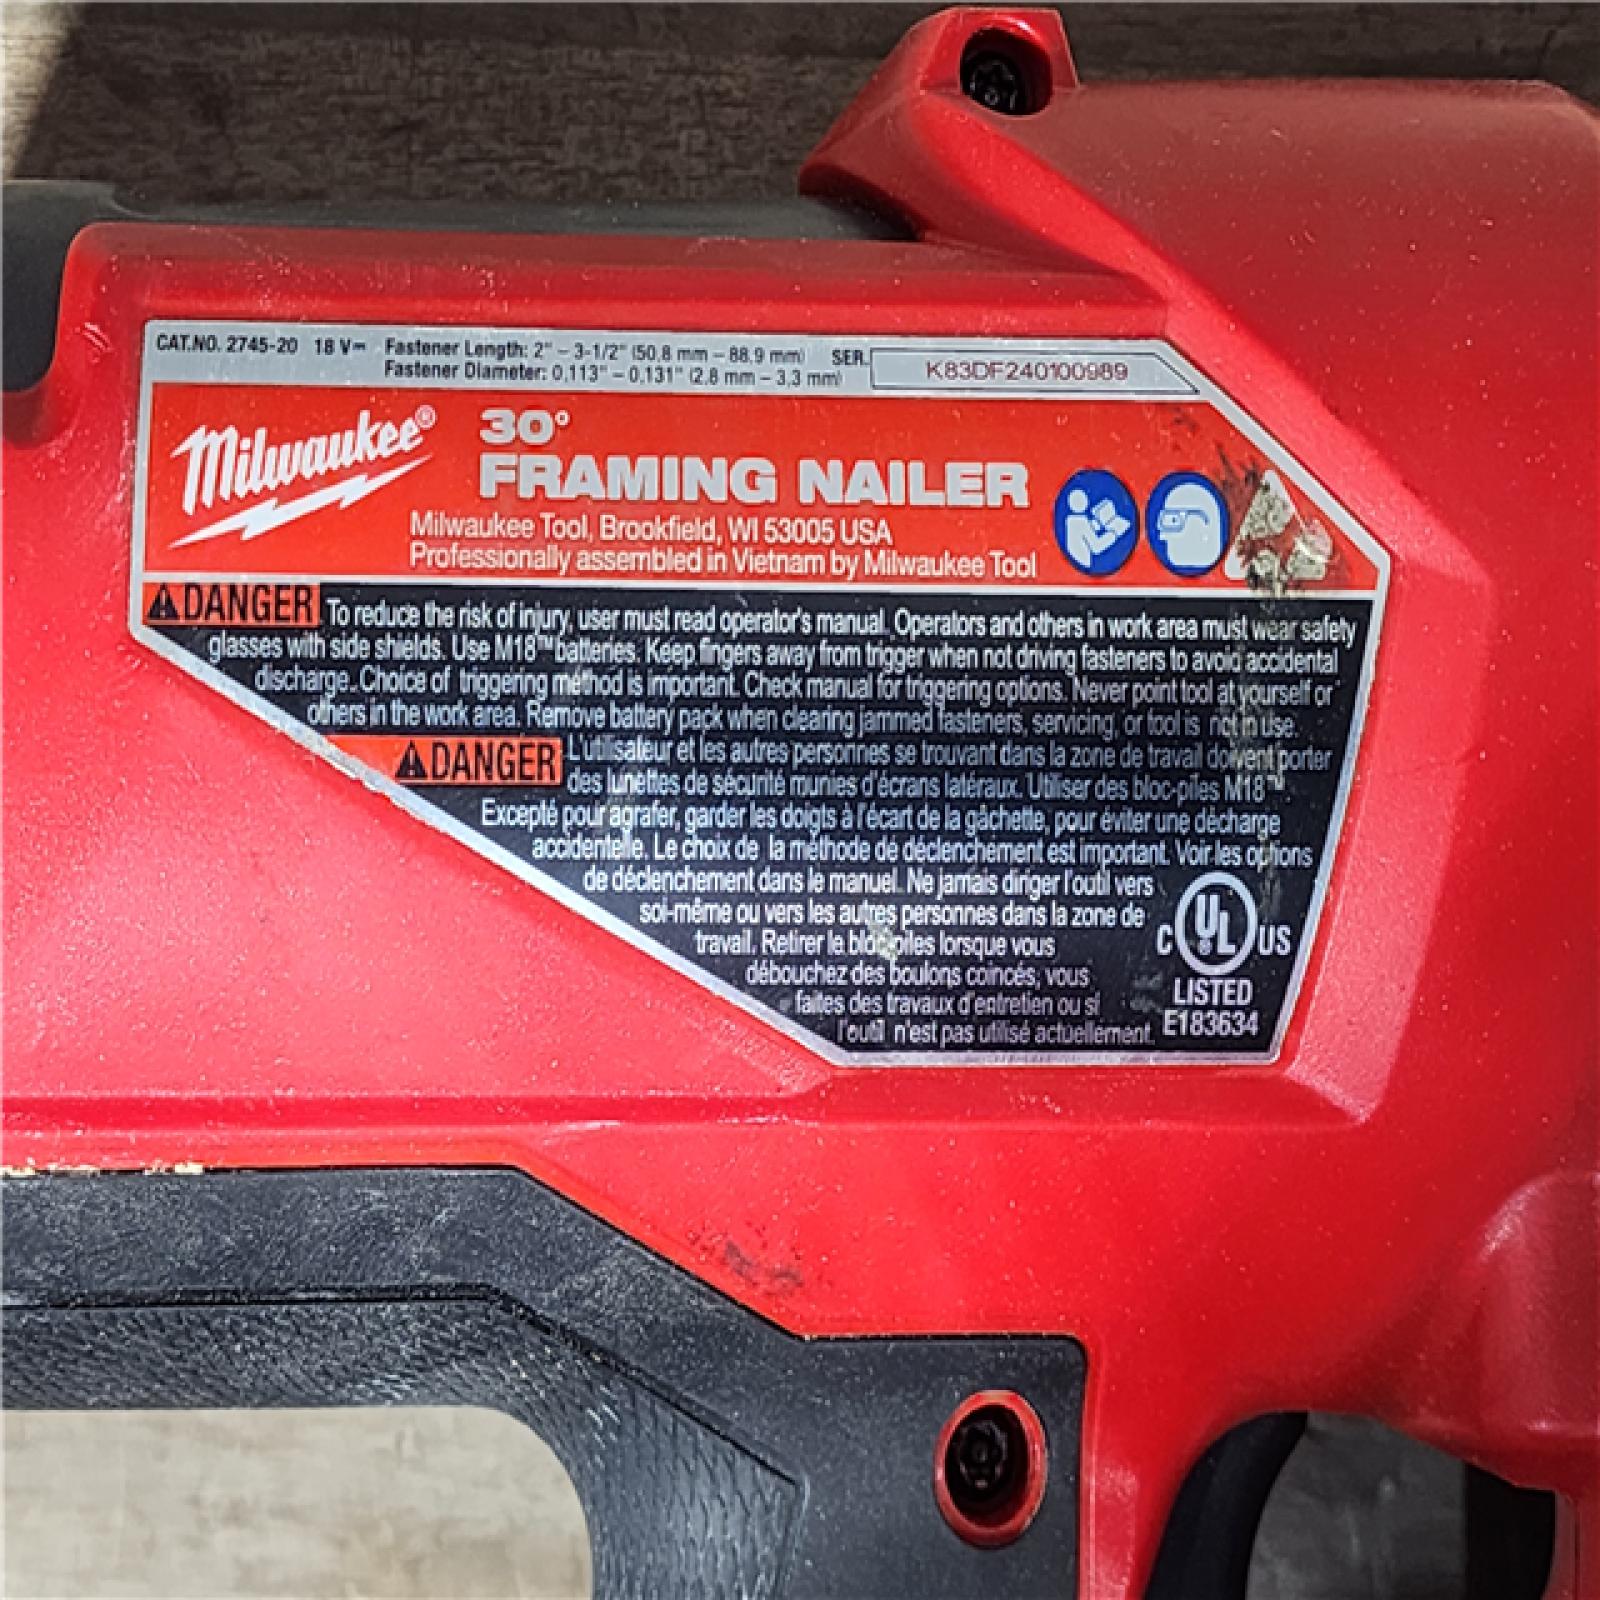 CAT.NO. 2745-20 18 V⎓ Fastener Length: 2" – 3-1/2" (50,8 mm – 88,9 mm) SER. K83DF240100989
Fastener Diameter: 0,113" – 0,131" (2.8 mm – 3,3 mm)
Milwaukee®
30°
FRAMING NAILER
Milwaukee Tool, Brookfield, WI 53005 USA
Professionally assembled in Vietnam by Milwaukee Tool
DANGER To reduce the risk of injury, user must read operator's manual. Operators and others in work area must wear safety
glasses with side shields. Use M18™ batteries. Keep fingers away from trigger when not driving fasteners to avoid accidental
discharge. Choice of triggering method is important. Check manual for triggering options. Never point tool at yourself or
others in the work area. Remove battery pack when clearing jammed fasteners, servicing, or tool is not in use.
DANGER L'utilisateur et les autres personnes se trouvant dans la zone de travail doivent porter
des lunettes de sécurité munies d'écrans latéraux. Utiliser des bloc-piles M18™.
Excepté pour agrafer, garder les doigts à l'écart de la gâchette, pour éviter une décharge
accidentelle. Le choix de la méthode de déclenchement est important. Voir les options
de déclenchement dans le manuel. Ne jamais diriger l'outil vers
soi-même ou vers les autres personnes dans la zone de
travail. Retirer le bloc-piles lorsque vous
débouchez des boulons coincés, vous
faites des travaux d'entretien ou si
l'outil n'est pas utilisé actuellement.
C UL® US
LISTED
E183634